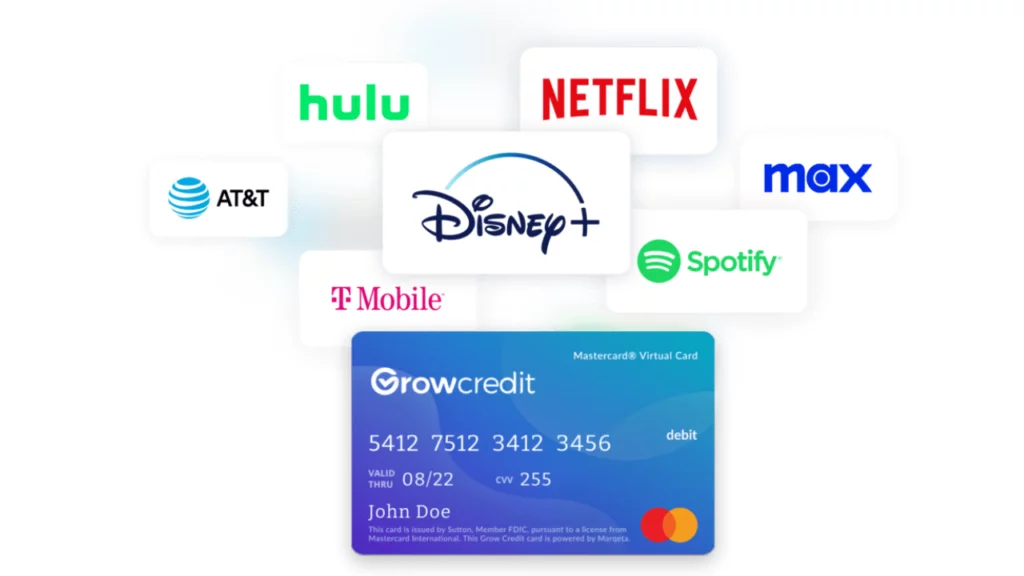 hulu
NETFLIX
AT&T
Disney+
max
T Mobile
Spotify
Mastercard® Virtual Card
Growcredit
5412 7512 3412 3456
debit
VALID THRU 08/22 CVV 255
John Doe
This card is issued by Sutton, Member FDIC, pursuant to a license from
Mastercard International. This Grow Credit card is powered by Marqeta.